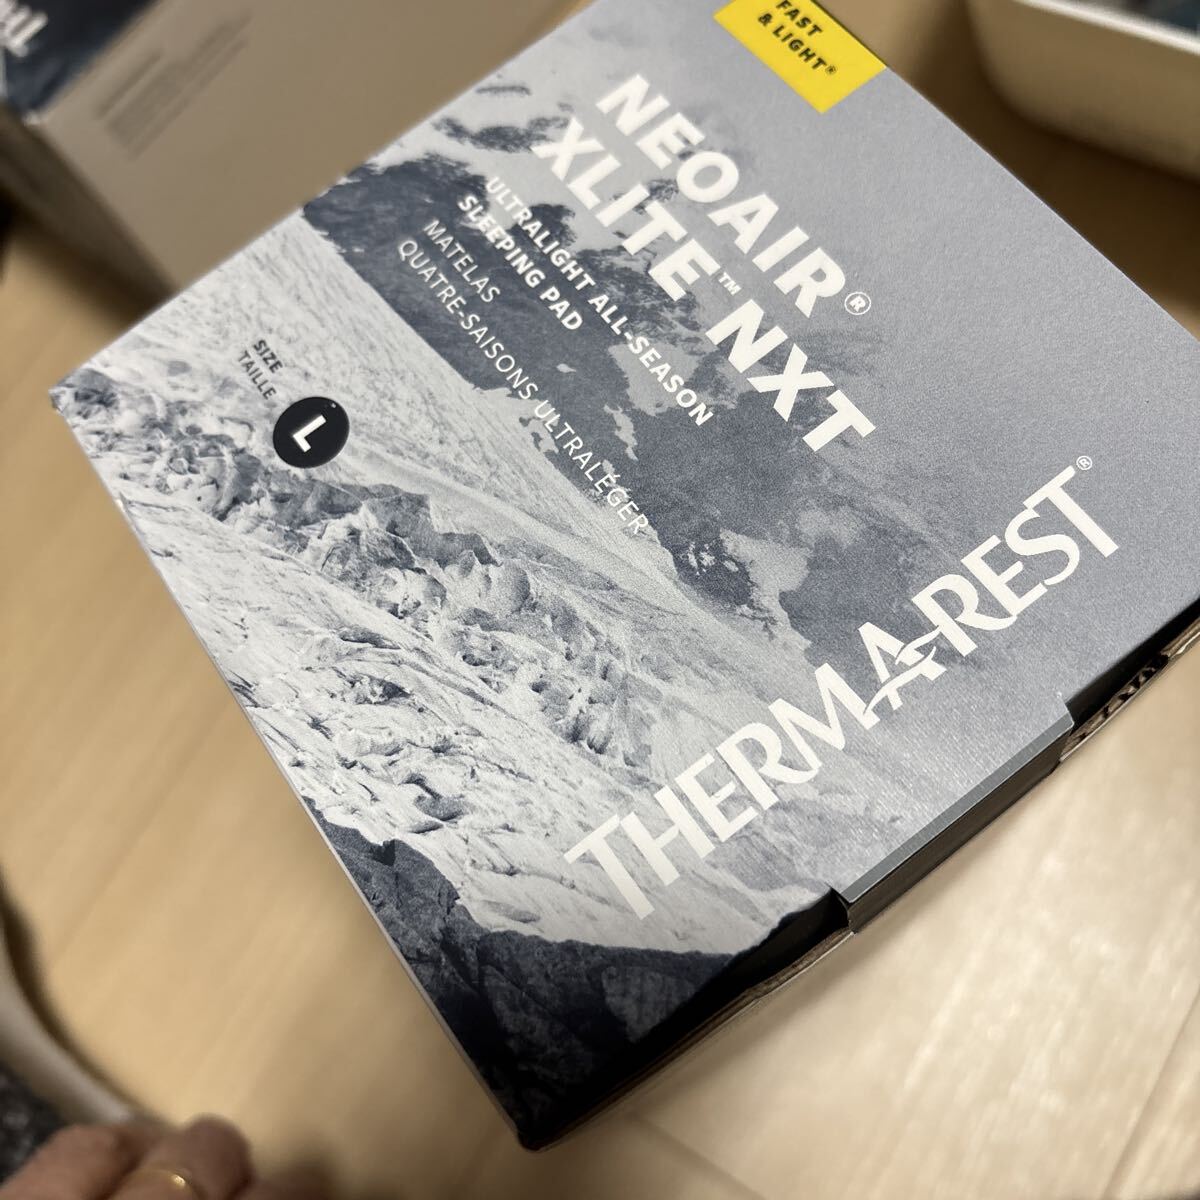 FAST
& LIGHT®
NEOAIR®
XLITE™ NXT
ULTRALIGHT ALL-SEASON
SLEEPING PAD
MATELAS
QUATRE-SAISONS ULTRALÉGER
SIZE
TAILLE
L
THERMAREST®